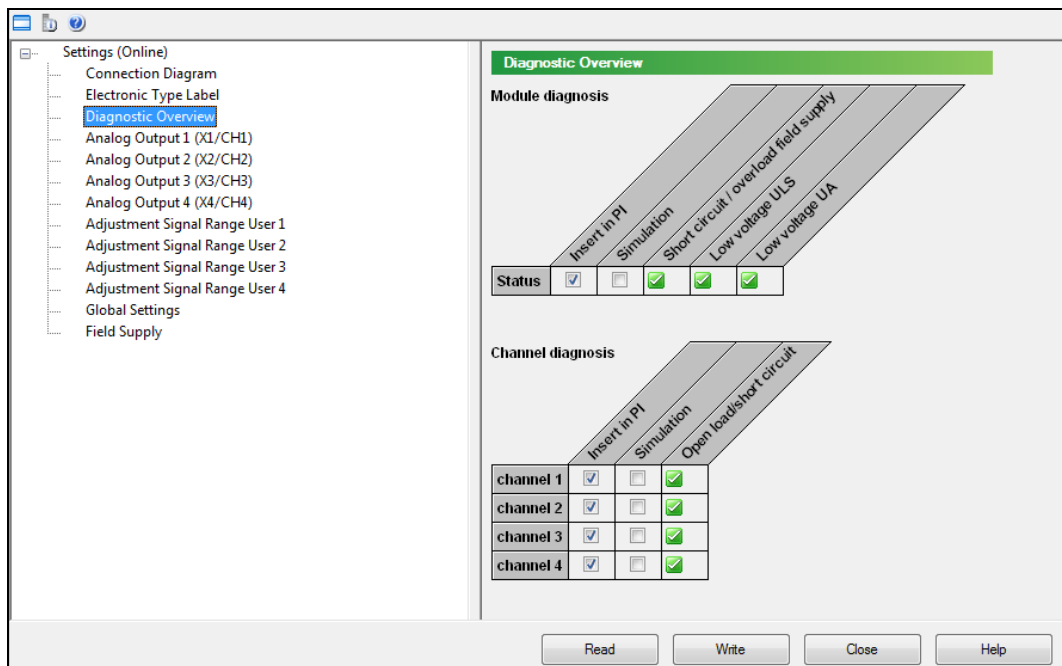 Settings (Online)
Connection Diagram
Electronic Type Label
Diagnostic Overview
Analog Output 1 (X1/CH1)
Analog Output 2 (X2/CH2)
Analog Output 3 (X3/CH3)
Analog Output 4 (X4/CH4)
Adjustment Signal Range User 1
Adjustment Signal Range User 2
Adjustment Signal Range User 3
Adjustment Signal Range User 4
Global Settings
Field Supply
Diagnostic Overview
Module diagnosis
Insert in PI
Simulation
Short circuit / overload field supply
Low voltage ULS
Low voltage UA
Status
Channel diagnosis
Insert in PI
Simulation
Open load/short circuit
channel 1
channel 2
channel 3
channel 4
Read
Write
Close
Help